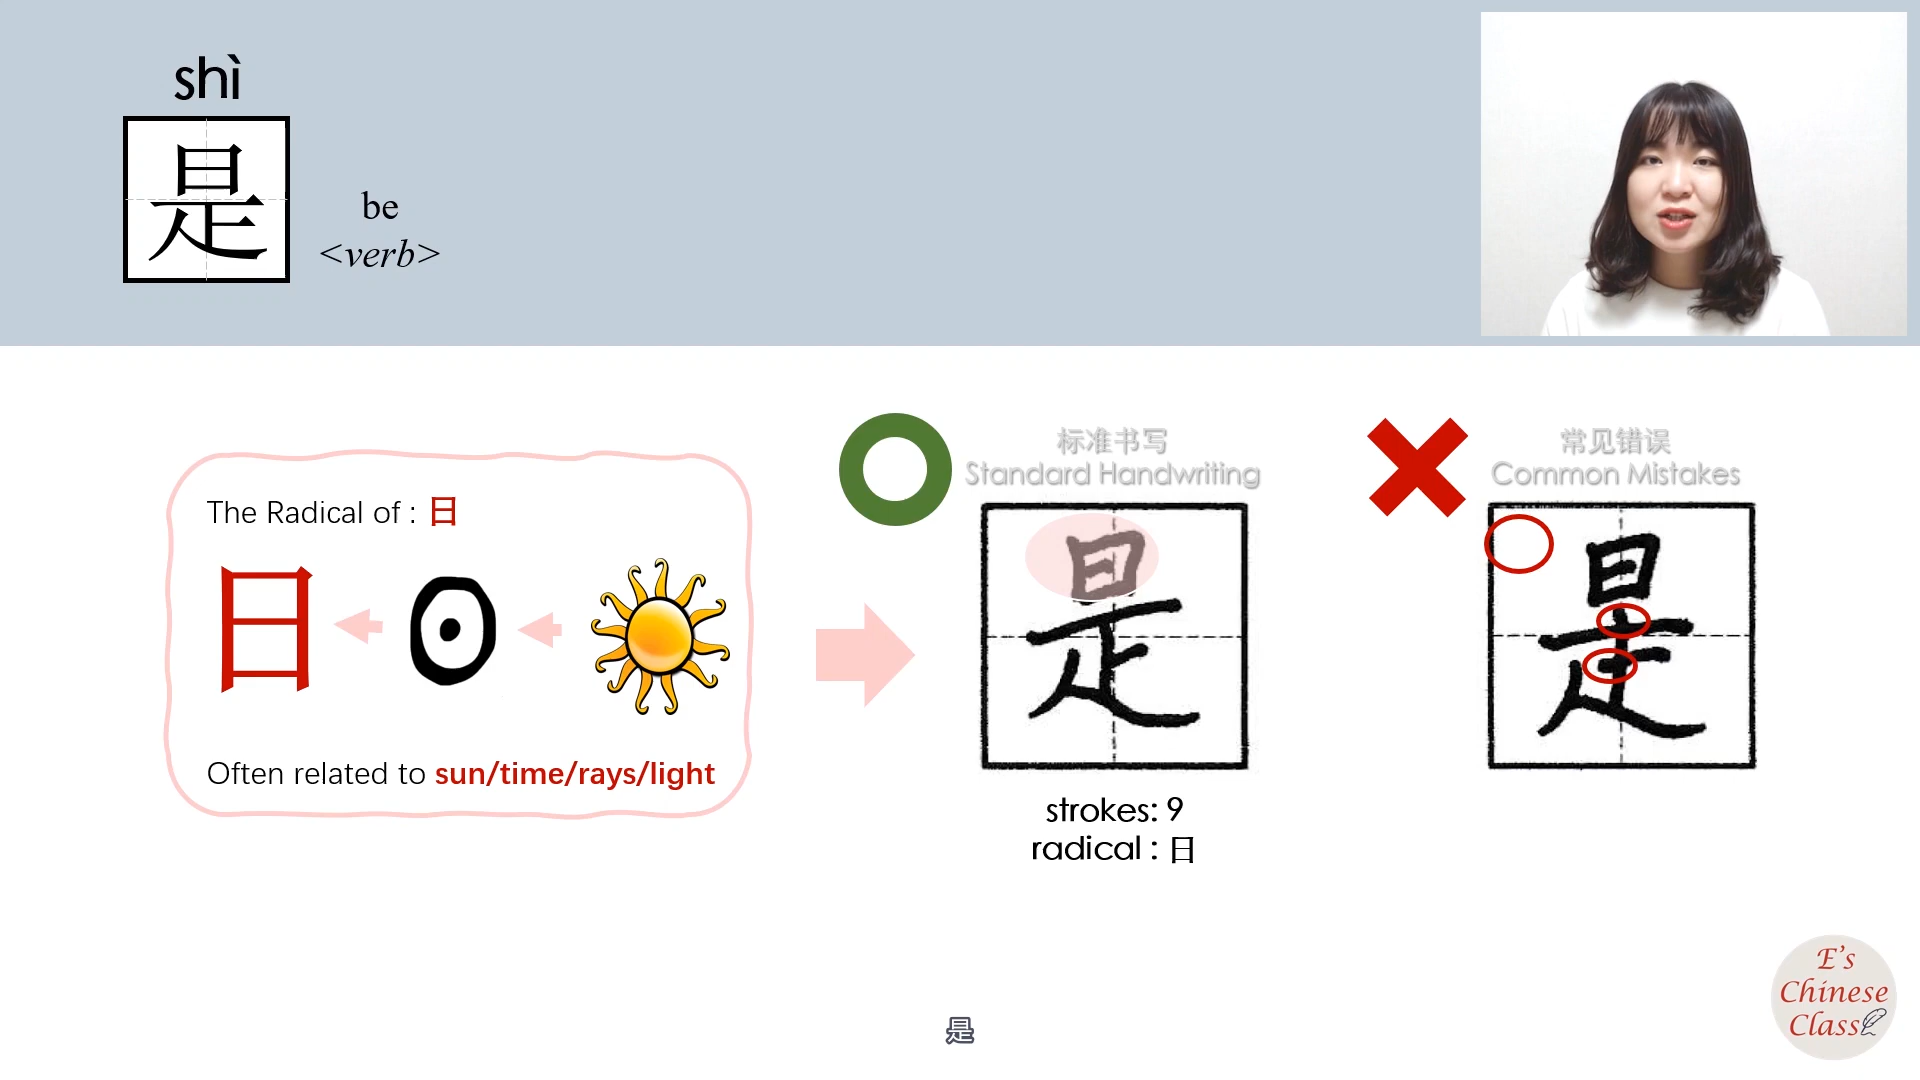 shì
是
be
<verb>
The Radical of : 日
日
Often related to sun/time/rays/light
标准书写
Standard Handwriting
是
strokes: 9
radical : 日
常见错误
Common Mistakes
是
E's
Chinese
Class
是